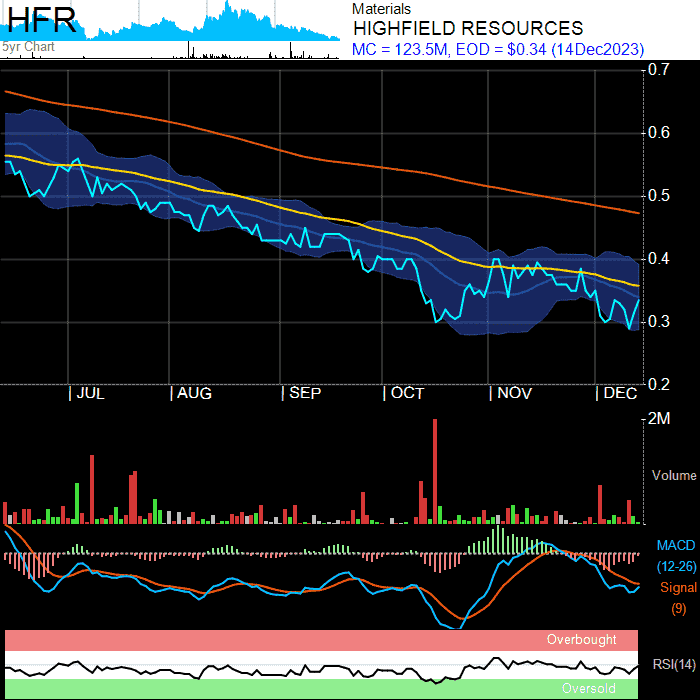 HFR
5yr Chart
Materials
HIGHFIELD RESOURCES
MC = 123.5M, EOD = $0.34 (14Dec2023)
0.7
0.6
0.5
0.4
0.3
0.2
JUL AUG SEP OCT NOV DEC
2M
Volume
MACD
(12-26)
Signal
(9)
Overbought
RSI(14)
Oversold